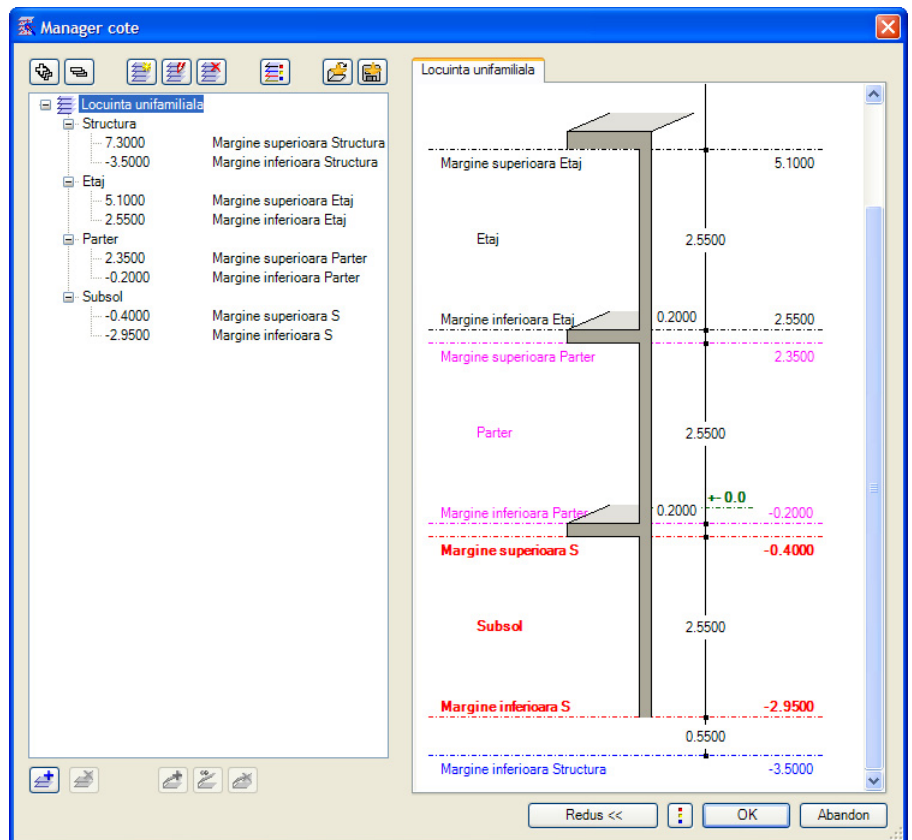 Manager cote
Locuinta unifamiliala
Structura
7.3000 Margine superioara Structura
-3.5000 Margine inferioara Structura
Etaj
5.1000 Margine superioara Etaj
2.5500 Margine inferioara Etaj
Parter
2.3500 Margine superioara Parter
-0.2000 Margine inferioara Parter
Subsol
-0.4000 Margine superioara S
-2.9500 Margine inferioara S
Locuinta unifamiliala
Margine superioara Etaj 5.1000
Etaj 2.5500
Margine inferioara Etaj 0.2000 2.5500
Margine superioara Parter 2.3500
Parter 2.5500
+- 0.0
Margine inferioara Parter 0.2000 -0.2000
Margine superioara S -0.4000
Subsol 2.5500
Margine inferioara S -2.9500
0.5500
Margine inferioara Structura -3.5000
Redus << OK Abandon